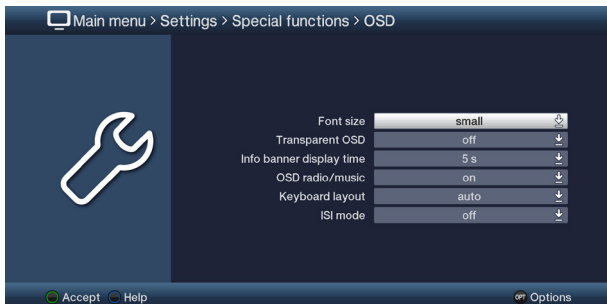 Main menu > Settings > Special functions > OSD
Font size small
Transparent OSD off
Info banner display time 5 s
OSD radio/music on
Keyboard layout auto
ISI mode off
Accept Help OPT Options